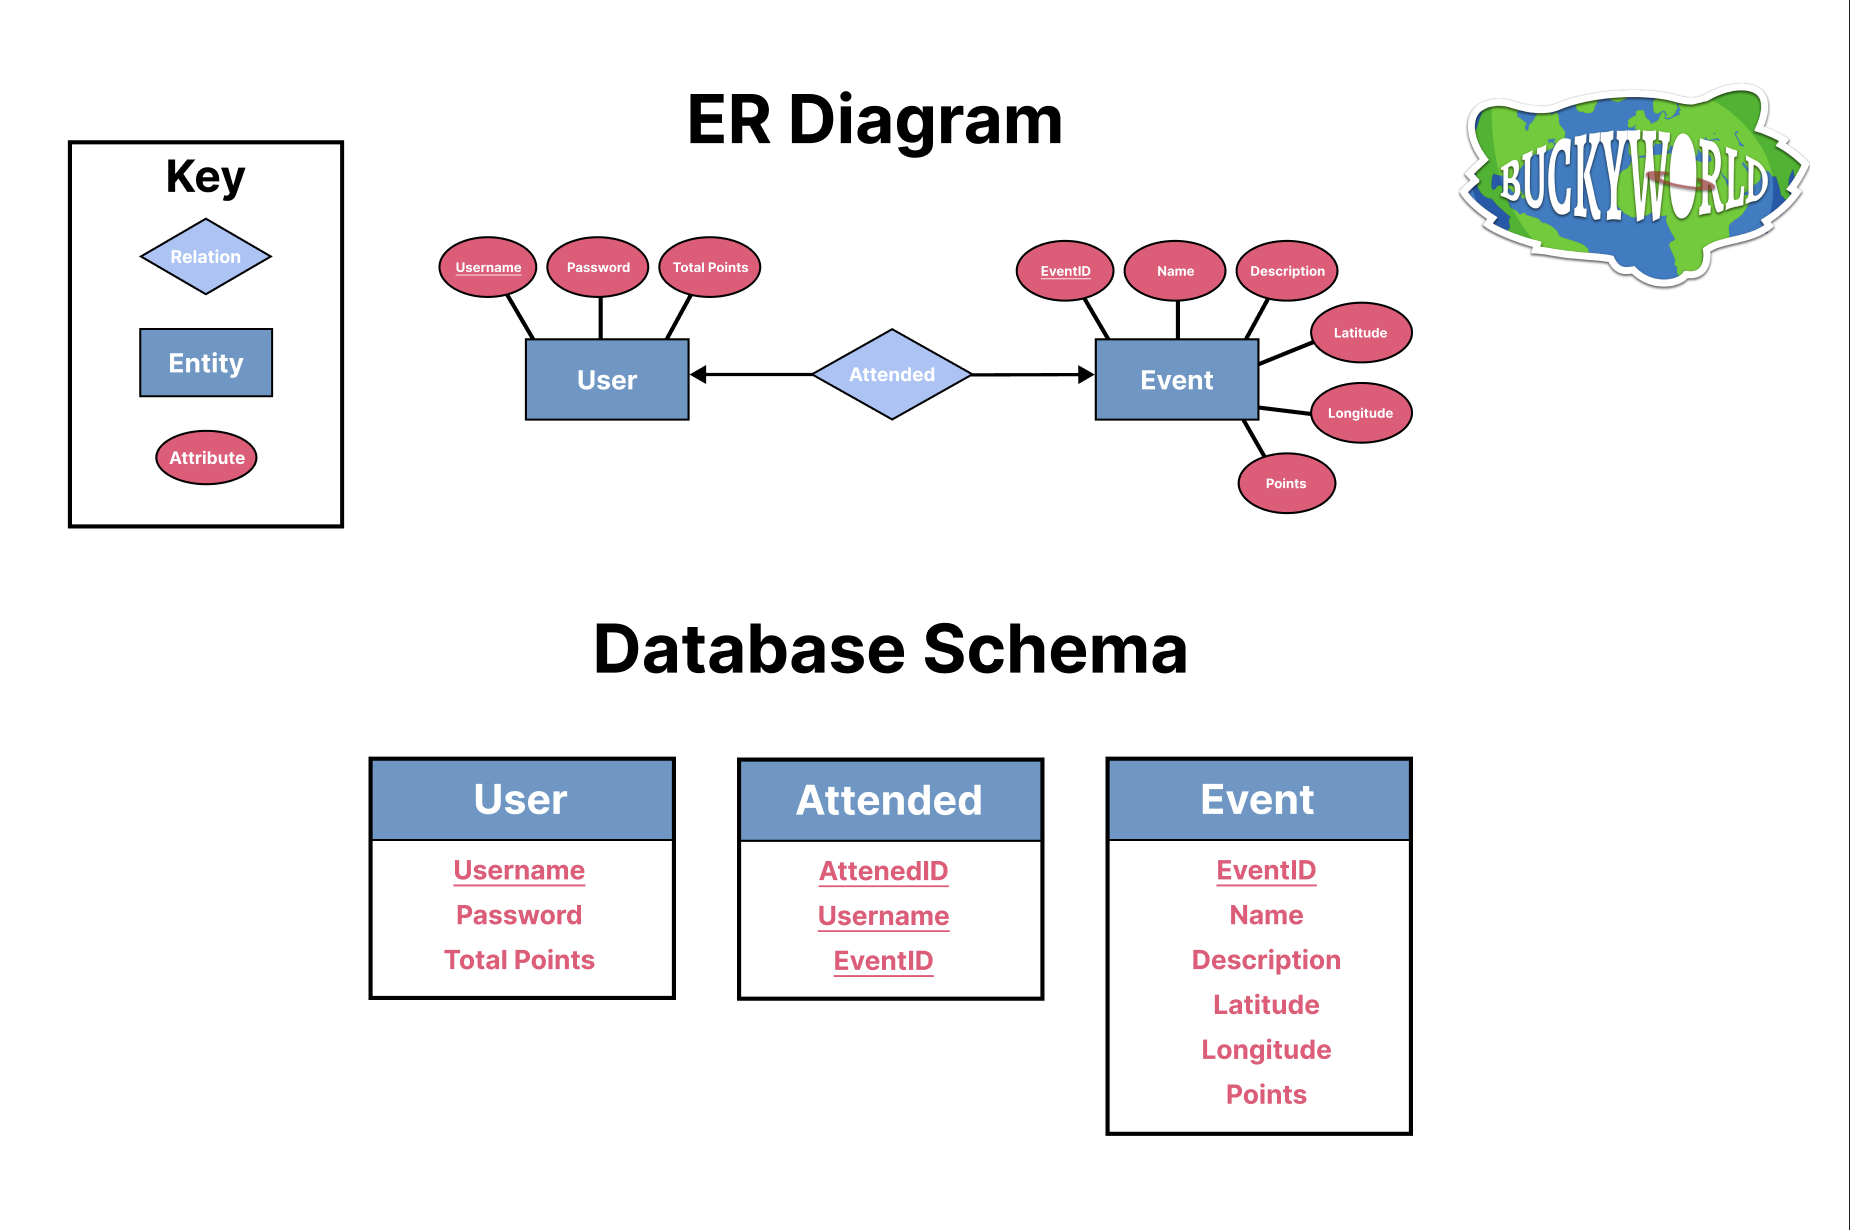 ER Diagram
BUCKYWORLD
Key
Relation
Entity
Attribute
Username
Password
Total Points
User
Attended
EventID
Name
Description
Latitude
Longitude
Points
Event
Database Schema
User
Username
Password
Total Points
Attended
AttenedID
Username
EventID
Event
EventID
Name
Description
Latitude
Longitude
Points